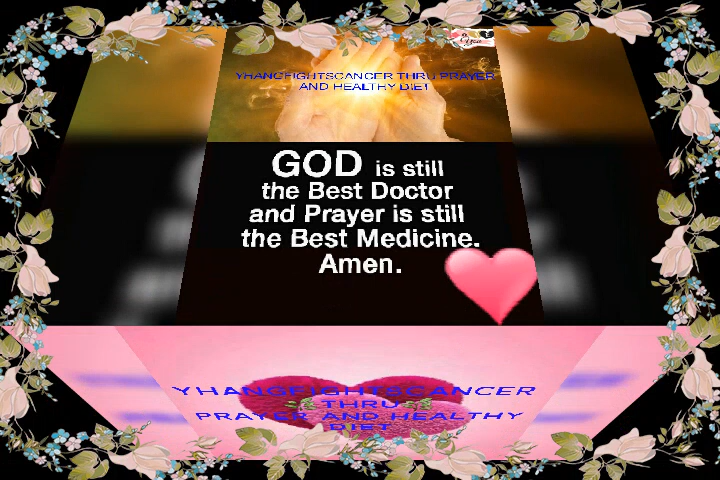 YHANGFIGHTSCANCER THRU PRAYER
AND HEALTHY DIET
GOD is still
the Best Doctor
and Prayer is still
the Best Medicine.
Amen.
YHANGFIGHTSCANCER
THRU
PRAYER AND HEALTHY
DIET